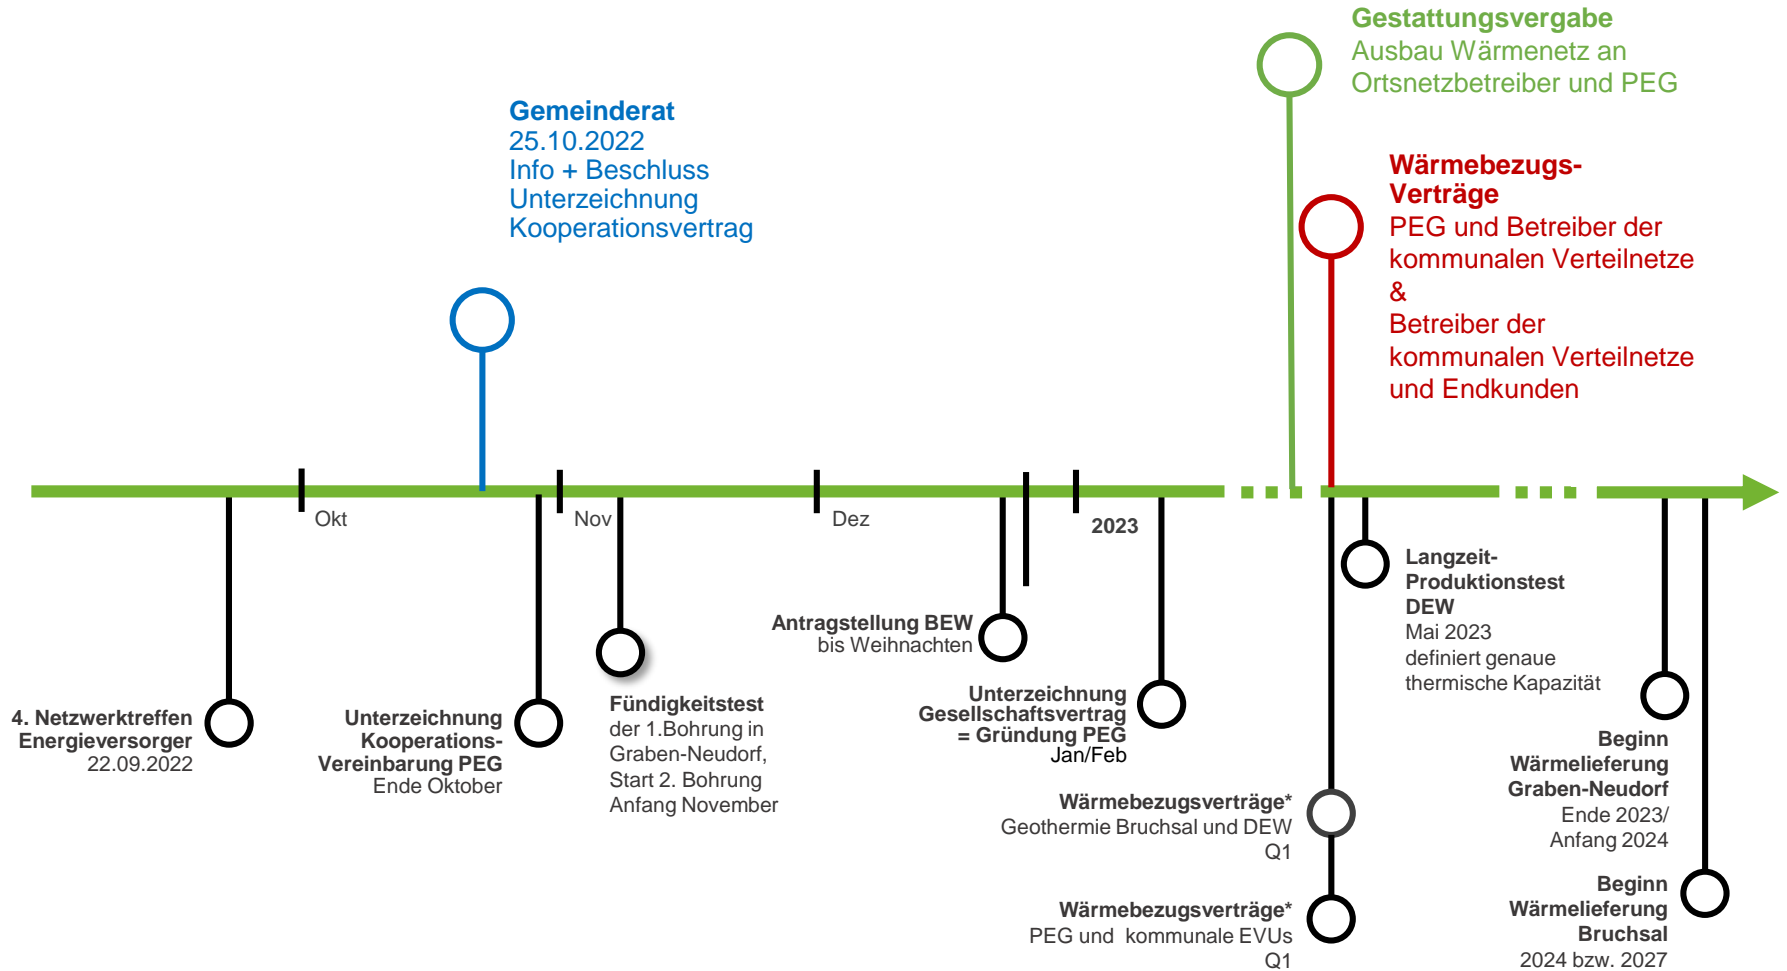 Gestattungsvergabe
Ausbau Wärmenetz an
Ortsnetzbetreiber und PEG
Gemeinderat
25.10.2022
Info + Beschluss
Unterzeichnung
Kooperationsvertrag
Wärmebezugs-
Verträge
PEG und Betreiber der
kommunalen Verteilnetze
&
Betreiber der
kommunalen Verteilnetze
und Endkunden
Okt
Nov
Dez
2023
4. Netzwerktreffen
Energieversorger
22.09.2022
Unterzeichnung
Kooperations-
Vereinbarung PEG
Ende Oktober
Fündigkeitstest
der 1.Bohrung in
Graben-Neudorf,
Start 2. Bohrung
Anfang November
Antragstellung BEW
bis Weihnachten
Unterzeichnung
Gesellschaftsvertrag
= Gründung PEG
Jan/Feb
Wärmebezugsverträge*
Geothermie Bruchsal und DEW
Q1
Wärmebezugsverträge*
PEG und kommunale EVUs
Q1
Langzeit-
Produktionstest
DEW
Mai 2023
definiert genaue
thermische Kapazität
Beginn
Wärmelieferung
Graben-Neudorf
Ende 2023/
Anfang 2024
Beginn
Wärmelieferung
Bruchsal
2024 bzw. 2027